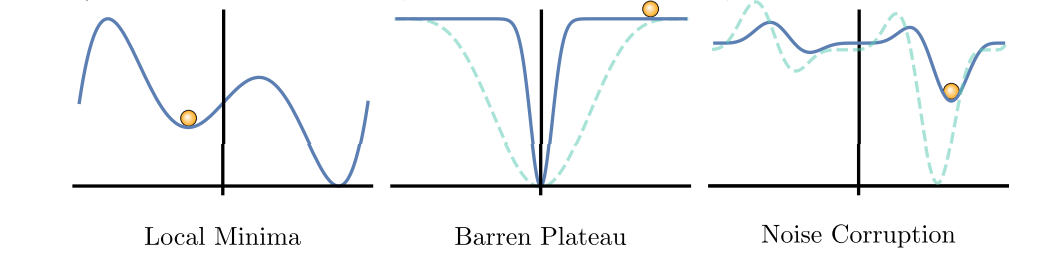 Local Minima
Barren Plateau
Noise Corruption